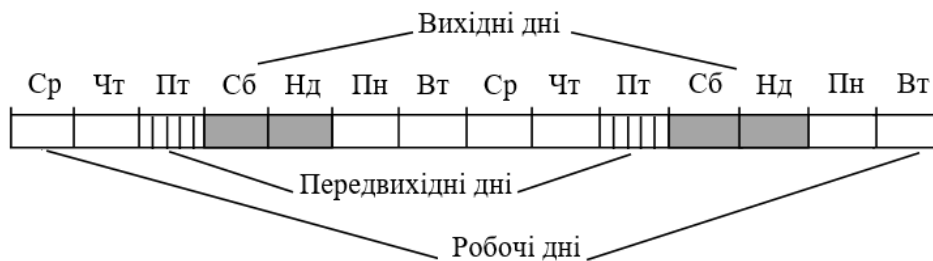 Вихідні дні
Ср Чт Пт Сб Нд Пн Вт Ср Чт Пт Сб Нд Пн Вт
Передвихідні дні
Робочі дні